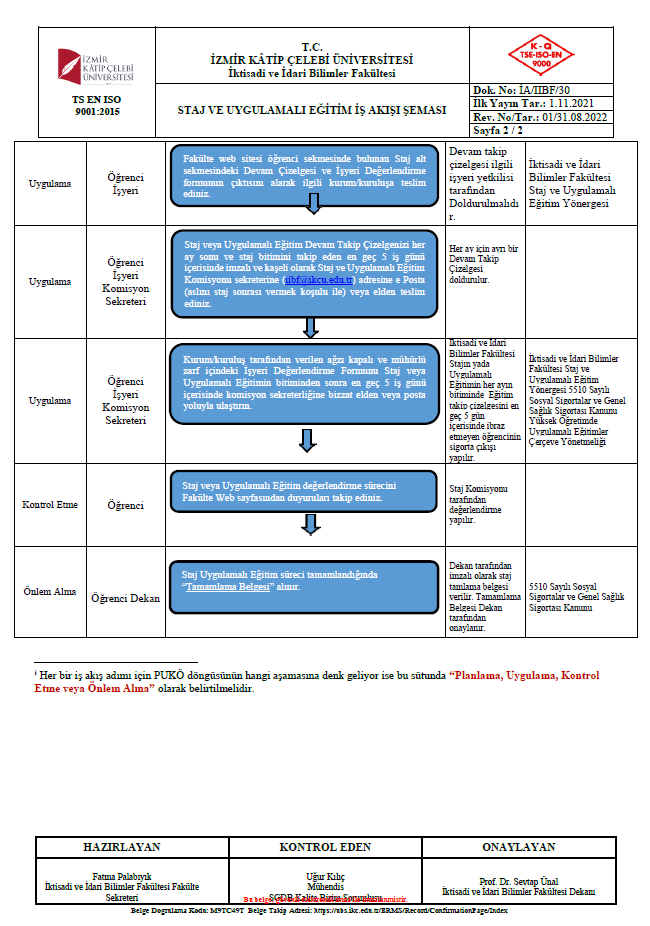 T.C.
İZMİR
KÂTİP ÇELEBİ
ÜNİVERSİTESİ
İZMİR KÂTİP ÇELEBİ ÜNİVERSİTESİ
İktisadi ve İdari Bilimler Fakültesi
K - Q
TSE-ISO-EN
9000
TS EN ISO
9001:2015
STAJ VE UYGULAMALI EĞİTİM İŞ AKIŞI ŞEMASI
Dok. No: İA/IIBF/30
İlk Yayın Tar.: 1.11.2021
Rev. No/Tar.: 01/31.08.2022
Sayfa 2 / 2
Uygulama
Öğrenci
İşyeri
Fakülte web sitesi öğrenci sekmesinde bulunan Staj alt
sekmesindeki Devam Çizelgesi ve İşyeri Değerlendirme
formunun çıktısını alarak ilgili kurum/kuruluşa teslim
ediniz.
Devam takip
çizelgesi ilgili
işyeri yetkilisi
tarafından
Doldurulmalıdı
r.
İktisadi ve İdari
Bilimler Fakültesi
Staj ve Uygulamalı
Eğitim Yönergesi
Uygulama
Öğrenci
İşyeri
Komisyon
Sekreteri
Staj veya Uygulamalı Eğitim Devam Takip Çizelgenizi her
ay sonu ve staj bitimini takip eden en geç 5 iş günü
içerisinde imzalı ve kaşeli olarak Staj ve Uygulamalı Eğitim
Komisyonu sekreterine (iibf@ikcu.edu.tr) adresine e Posta
(aslını staj sonrası vermek koşulu ile) veya elden teslim
ediniz.
Her ay için ayrı bir
Devam Takip
Çizelgesi
doldurulur.
Uygulama
Öğrenci
İşyeri
Komisyon
Sekreteri
Kurum/kuruluş tarafından verilen ağzı kapalı ve mühürlü
zarf içindeki İşyeri Değerlendirme Formunu Staj veya
Uygulamalı Eğitimin bitiminden sonra en geç 5 iş günü
içerisinde komisyon sekreterliğine bizzat elden veya posta
yoluyla ulaştırın.
İktisadi ve İdari
Bilimler Fakültesi
Stajın yada
Uygulamalı
Eğitimin her ayın
bitiminde Eğitim
takip çizelgesini en
geç 5 gün
içerisinde ibraz
etmeyen öğrencinin
sigorta çıkışı
yapılır.
İktisadi ve İdari Bilimler
Fakültesi Staj ve
Uygulamalı Eğitim
Yönergesi 5510 Sayılı
Sosyal Sigortalar ve Genel
Sağlık Sigortası Kanunu
Yüksek Öğretimde
Uygulamalı Eğitimler
Çerçeve Yönetmeliği
Kontrol Etme
Öğrenci
Staj veya Uygulamalı Eğitim değerlendirme sürecini
Fakülte Web sayfasından duyuruları takip ediniz.
Staj Komisyonu
tarafından
değerlendirme
yapılır.
Önlem Alma
Öğrenci Dekan
Staj Uygulamalı Eğitim süreci tamamlandığında
“Tamamlama Belgesi” alınır.
Dekan tarafından
imzalı olarak staj
tamlama belgesi
verilir. Tamamlama
Belgesi Dekan
tarafından
onaylanır.
5510 Sayılı Sosyal
Sigortalar ve Genel Sağlık
Sigortası Kanunu
i Her bir iş akış adımı için PUKÖ döngüsünün hangi aşamasına denk geliyor ise bu sütunda “Planlama, Uygulama, Kontrol
Etme veya Önlem Alma” olarak belirtilmelidir.
HAZIRLAYAN
KONTROL EDEN
ONAYLAYAN
Fatma Palabıyık
İktisadi ve İdari Bilimler Fakültesi Fakülte
Sekreteri
Uğur Kılıç
Mühendis
SGDB Kalite Birim Sorumlusu
Prof. Dr. Sevtap Ünal
İktisadi ve İdari Bilimler Fakültesi Dekanı
Bu belge
Belge Doğrulama Kodu: M9TC49T Belge Takip Adresi: https://ubs.ikc.edu.tr/ERMS/Record/ConfirmationPage/Index